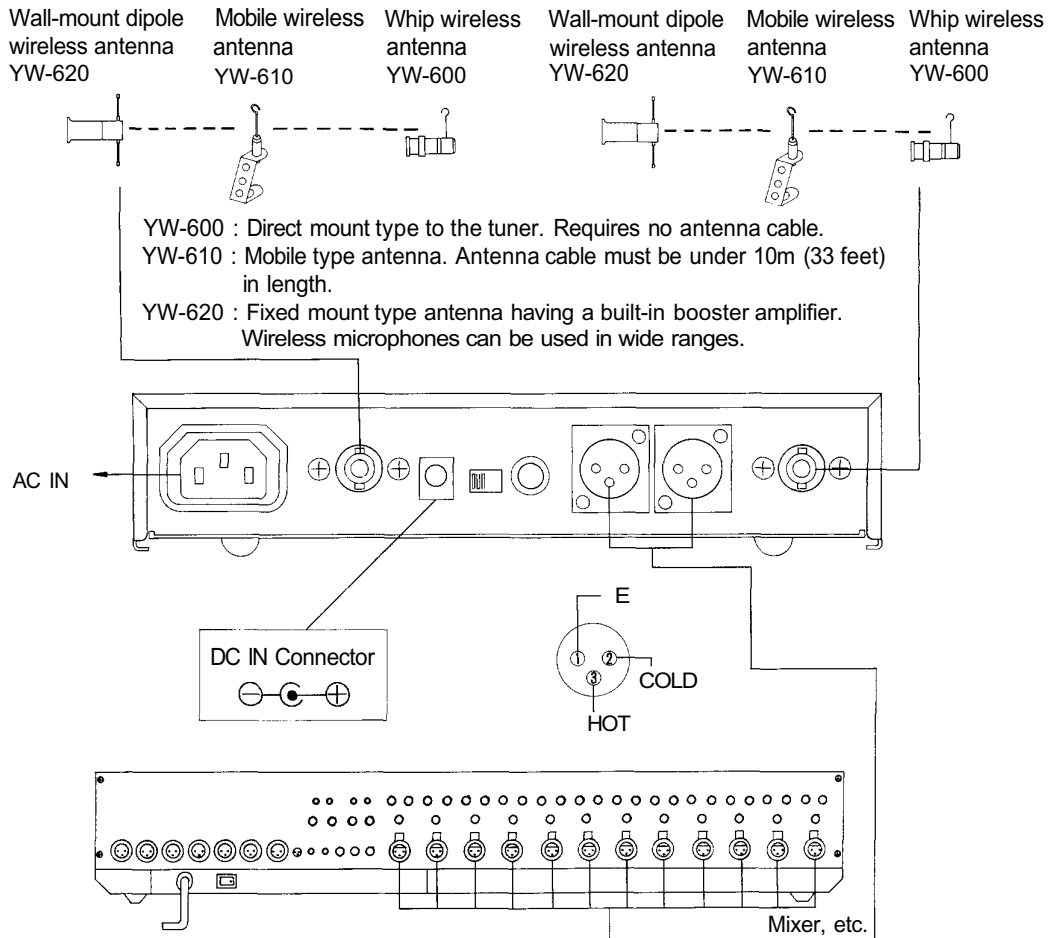 Wall-mount dipole
wireless antenna
YW-620
Mobile wireless
antenna
YW-610
Whip wireless
antenna
YW-600
Wall-mount dipole
wireless antenna
YW-620
Mobile wireless
antenna
YW-610
Whip wireless
antenna
YW-600
YW-600 : Direct mount type to the tuner. Requires no antenna cable.
YW-610 : Mobile type antenna. Antenna cable must be under 10m (33 feet)
in length.
YW-620 : Fixed mount type antenna having a built-in booster amplifier.
Wireless microphones can be used in wide ranges.
AC IN
DC IN Connector
E
1
2
3
COLD
HOT
Mixer, etc.